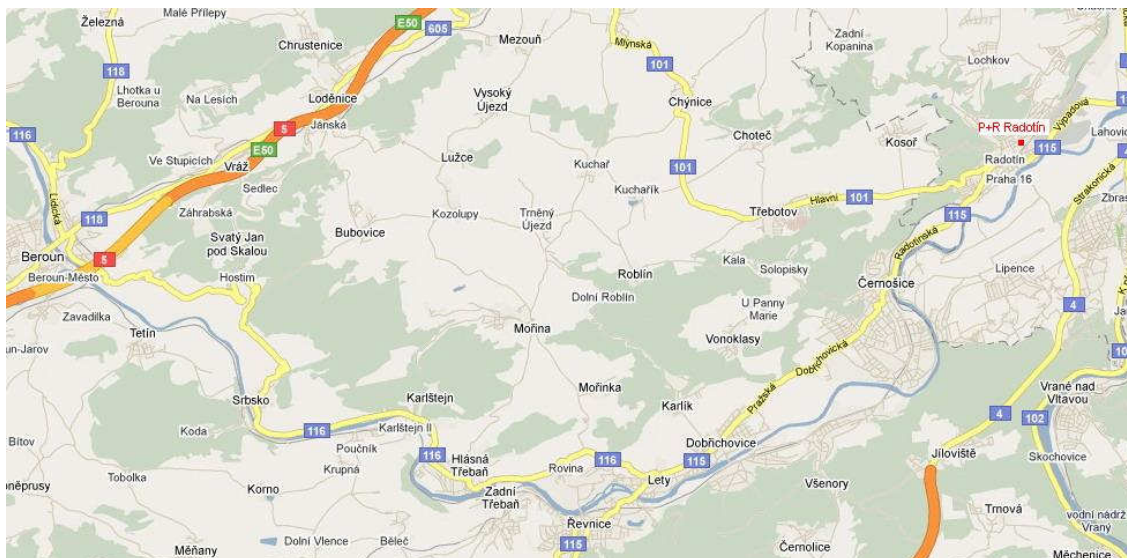 Železná
Malé Přílepy
E50
605
Chrustenice
Mezouň
Mlýnská
101
Zadní
Kopanina
Lochkov
118
Lhotka u
Berouna
Na Lesích
Loděnice
Jánská
Vysoký
Újezd
Chýnice
Choteč
P+R Radotín
Výpadová
Kosoř
Radotín
115
Lahovic
Praha 16
116
5
E50
Ve Stupicích
Vráž
Sedlec
Lužce
Kuchař
Kuchařík
101
Hlavní
101
4
Strakonická
Zbras
Lidická
118
Záhrabská
Svatý Jan
pod Skalou
Bubovice
Kozolupy
Trněný
Újezd
Třebotov
115
Radotínská
Beroun
5
Beroun-Město
Hostim
Roblín
Kala
Solopisky
Černošice
Lipence
Dolní Roblín
U Panny
Marie
4
Zavadilka
Tetín
un-Jarov
Mořina
Vonoklasy
Dobřichovická
Pražská
Srbsko
Karlštejn
Mořinka
Karlík
Vrané nad
Vltavou
4
102
Bítov
Koda
116
Karlštejn II
Poučník
116
Hlásná
Třebaň
Dobřichovice
115
116
Rovina
Lety
Jíloviště
Skochovice
Tobolka
Krupná
oněprusy
Korno
Zadní
Třebaň
Řevnice
Všenory
Trnová
vodní nádrž
Vraný
Měňany
Dolní Vlence
Běleč
115
Černolice
Měchenice